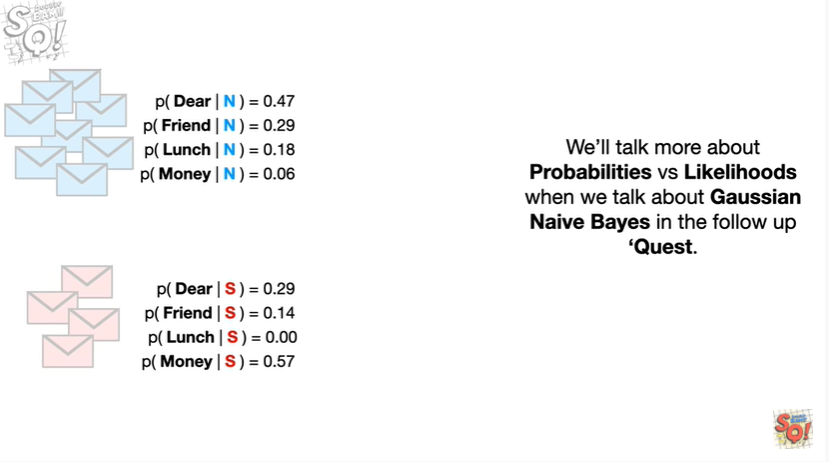 p( Dear | N ) = 0.47
p( Friend | N ) = 0.29
p( Lunch | N ) = 0.18
p( Money | N ) = 0.06
p( Dear | S ) = 0.29
p( Friend | S ) = 0.14
p( Lunch | S ) = 0.00
p( Money | S ) = 0.57
We’ll talk more about
Probabilities vs Likelihoods
when we talk about Gaussian
Naive Bayes in the follow up
‘Quest.